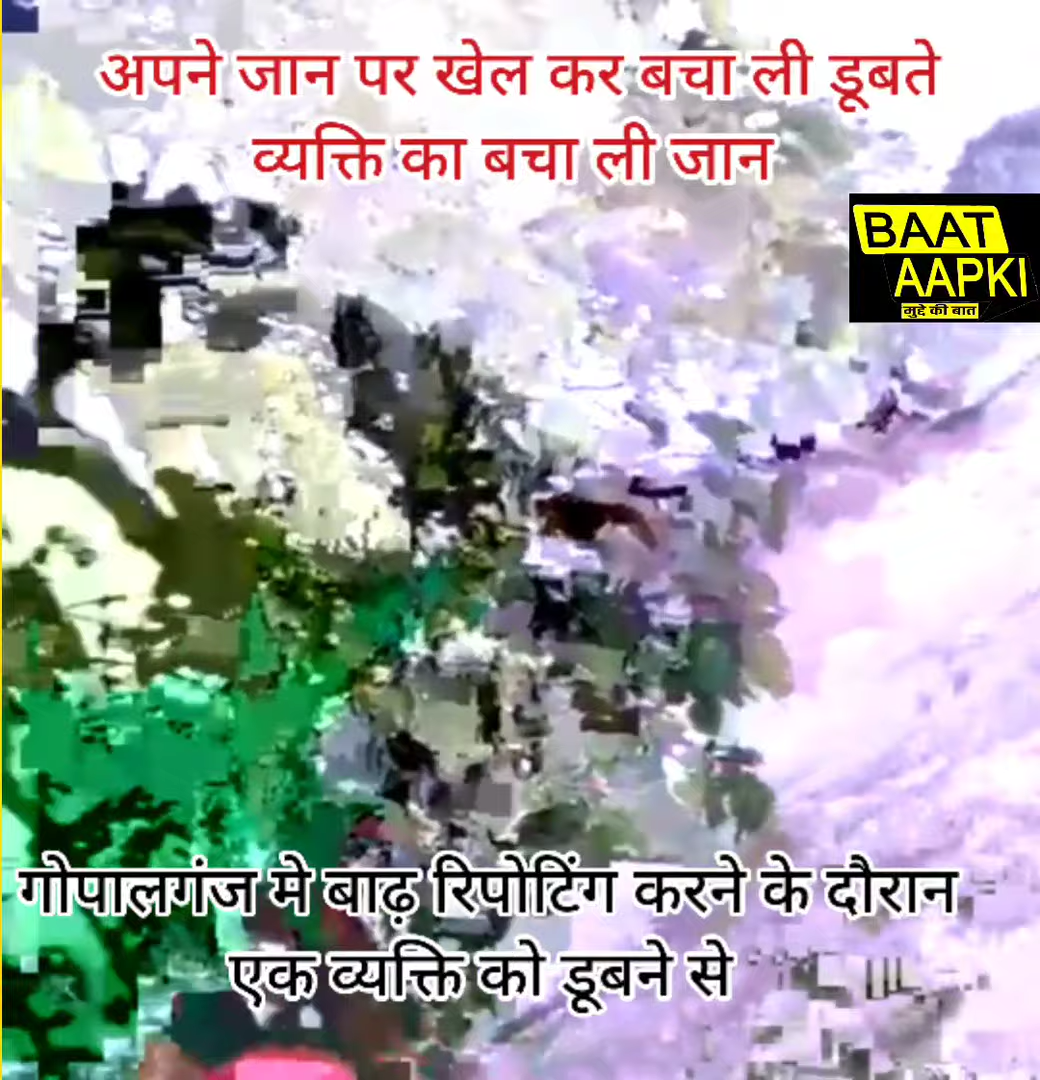 अपने जान पर खेल कर बचा ली डूबते
व्यक्ति का बचा ली जान
BAAT
AAPKI
मुद्दे की बात
गोपालगंज मे बाढ़ रिपोटिंग करने के दौरान
एक व्यक्ति को डूबने से